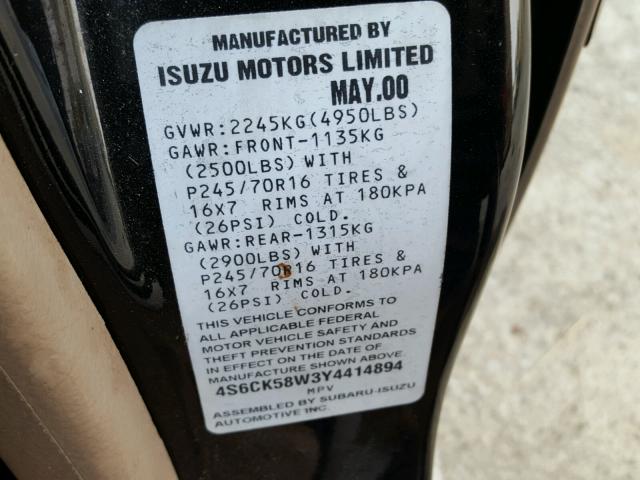 MANUFACTURED BY
ISUZU MOTORS LIMITED
MAY.00
GVWR:2245KG(4950LBS)
GAWR:FRONT-1135KG
(2500LBS) WITH
P245/70R16 TIRES &
16X7 RIMS AT 180KPA
(26PSI) COLD.
GAWR:REAR-1315KG
(2900LBS) WITH
P245/70R16 TIRES &
16X7 RIMS AT 180KPA
(26PSI) COLD.
THIS VEHICLE CONFORMS TO
ALL APPLICABLE FEDERAL
MOTOR VEHICLE SAFETY AND
THEFT PREVENTION STANDARDS
IN EFFECT ON THE DATE OF
MANUFACTURE SHOWN ABOVE.
4S6CK58W3Y4414894
MPV
ASSEMBLED BY SUBARU-ISUZU
AUTOMOTIVE INC.